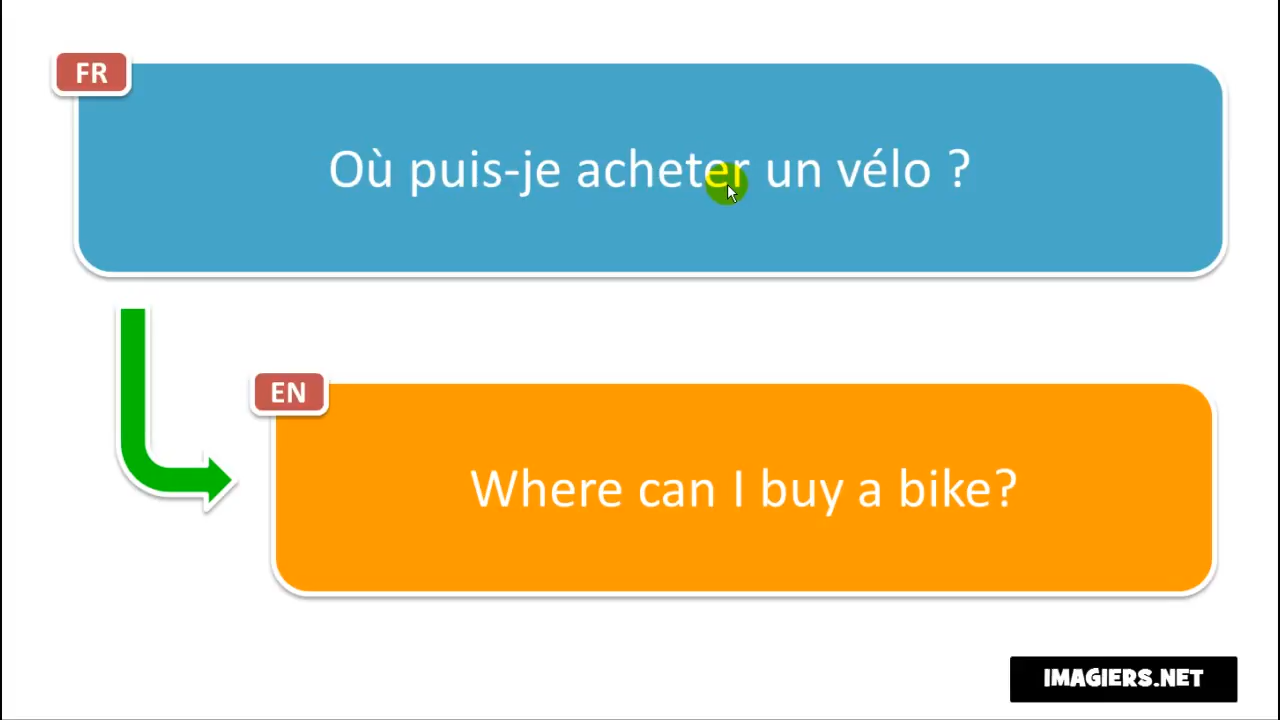 FR
Où puis-je acheter un vélo ?
EN
Where can I buy a bike?
IMAGIERS.NET